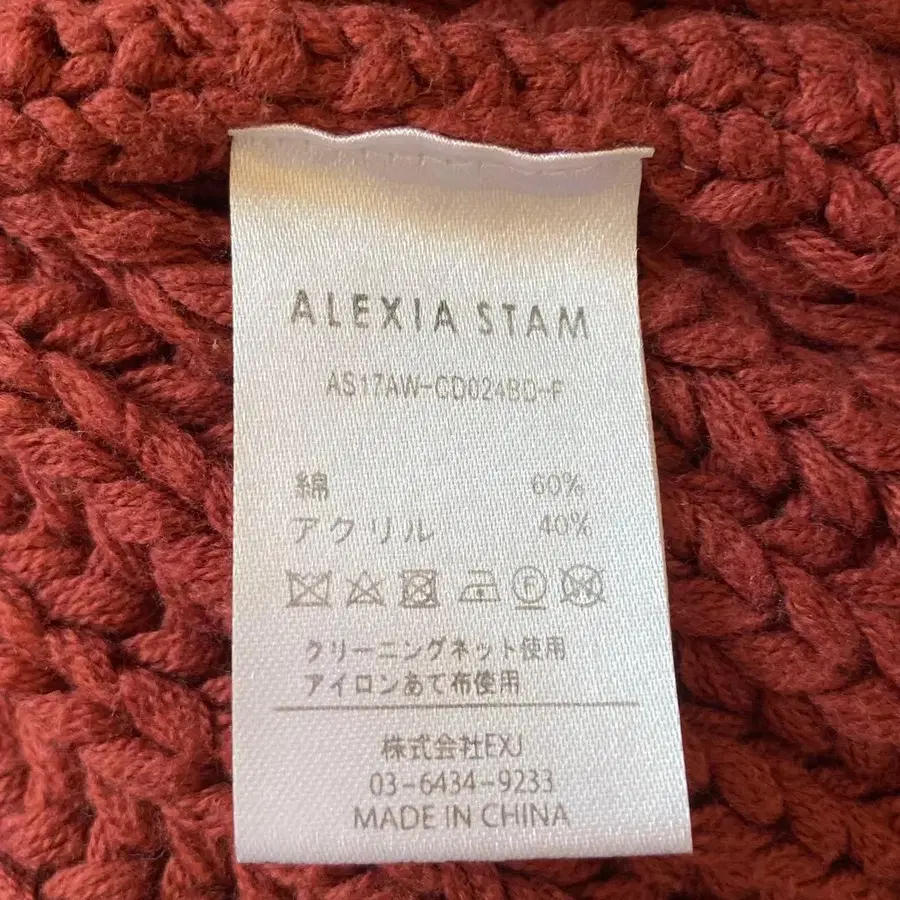 ALEXIA STAM
AS17AW-CD024BD-F
綿 60%
アクリル 40%
F W
クリーニングネット使用
アイロンあて布使用
株式会社EXJ
03-6434-9233
MADE IN CHINA